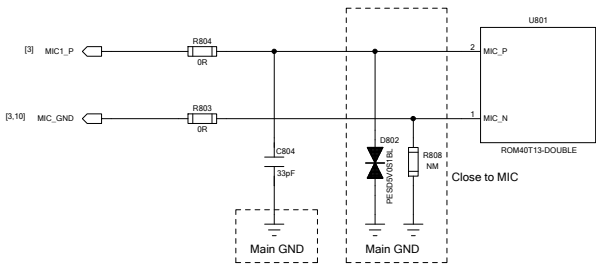 U801
R804
[3] MIC1_P
0R
2 MIC_P
R803
[3,10] MIC_GND
0R
1 MIC_N
ROM40T13-DOUBLE
C804
33pF
D802
PESD5V0S1BL
R808
NM
Close to MIC
Main GND
Main GND